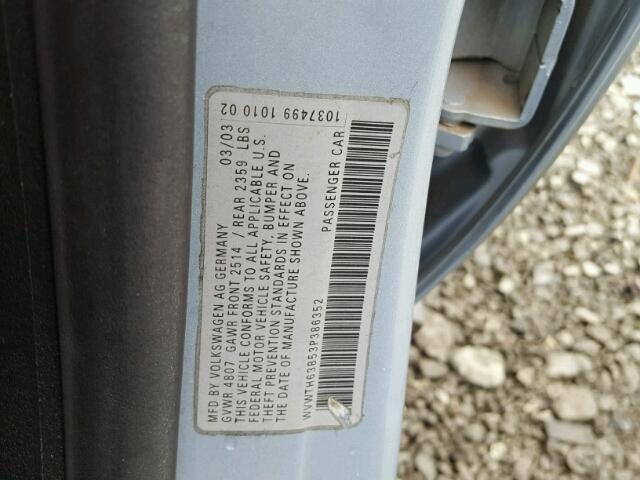 MFD BY VOLKSWAGEN AG GERMANY 03/03
GVWR 4807 GAWR FRONT 2514 / REAR 2359 LBS
THIS VEHICLE CONFORMS TO ALL APPLICABLE U.S.
FEDERAL MOTOR VEHICLE SAFETY, BUMPER AND
THEFT PREVENTION STANDARDS IN EFFECT ON
THE DATE OF MANUFACTURE SHOWN ABOVE.
WVWTH63B53P386352 PASSENGER CAR
1037499 1010 02